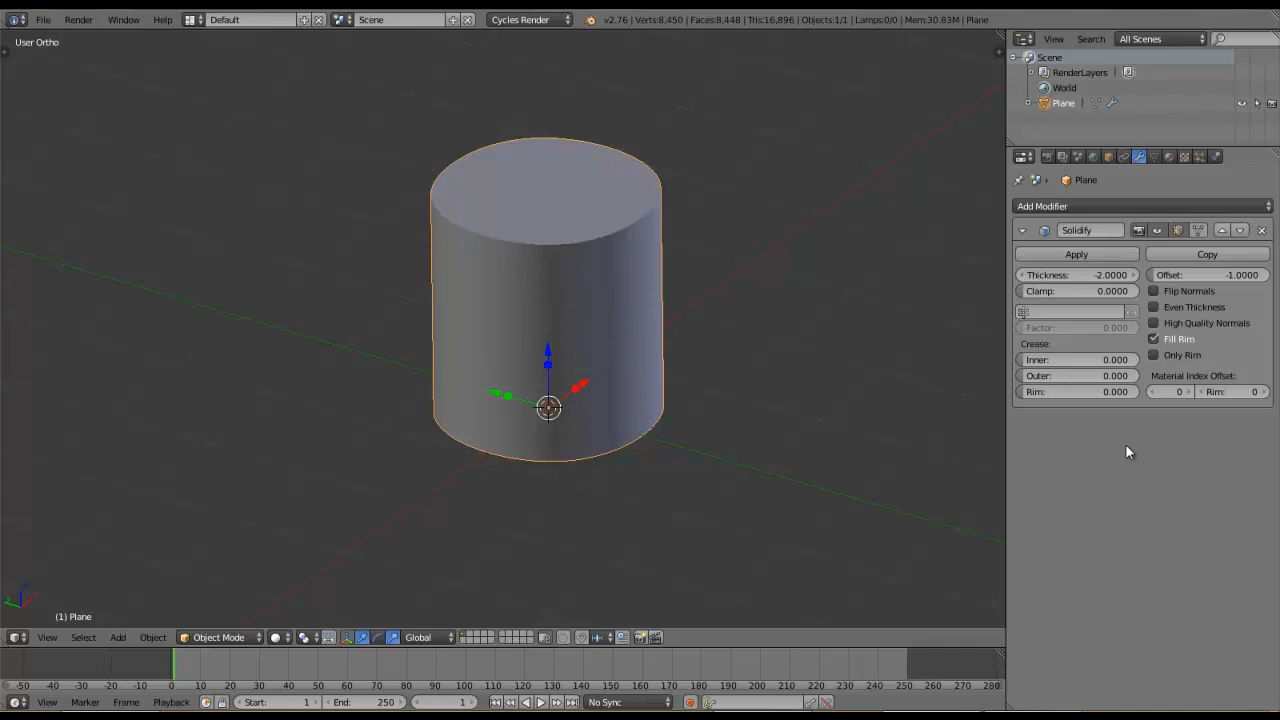 File Render Window Help Default Scene Cycles Render v2.76 | Verts:8,450 | Faces:8,448 | Tris:16,896 | Objects:1/1 | Lamps:0/0 | Mem:30.83M | Plane
User Ortho
View Search All Scenes
Scene
RenderLayers
World
Plane
Plane
Add Modifier
Solidify
Apply Copy
Thickness: -2.0000 Offset: -1.0000
Clamp: 0.0000 Flip Normals
Even Thickness
Factor: 0.000 High Quality Normals
Crease: Fill Rim
Inner: 0.000 Only Rim
Outer: 0.000 Material Index Offset:
Rim: 0.000 0 Rim: 0
(1) Plane
View Select Add Object Object Mode Global
-50 -40 -30 -20 -10 0 10 20 30 40 50 60 70 80 90 100 110 120 130 140 150 160 170 180 190 200 210 220 230 240 250 260 270 280
View Marker Frame Playback Start: 1 End: 250 1 No Sync